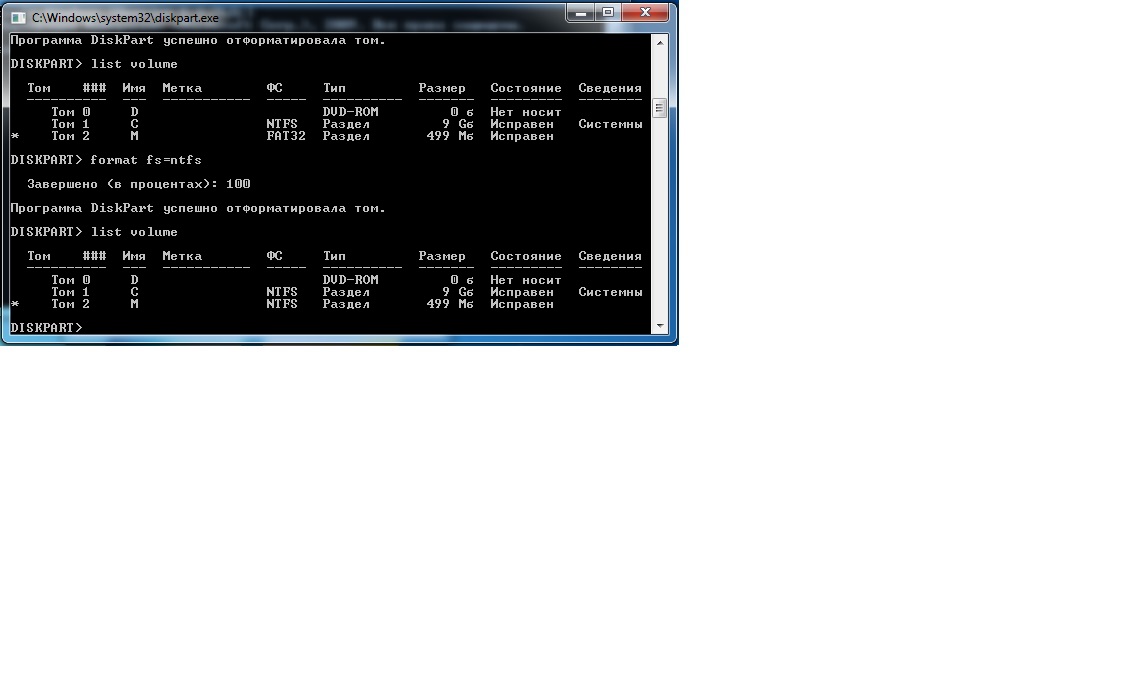 C:\Windows\system32\diskpart.exe
Программа DiskPart успешно отформатировала том.
DISKPART> list volume
Том ### Имя Метка ФС Тип Размер Состояние Сведения
---------- --- ----------- ----- ---------- ------- --------- --------
Том 0 D DVD-ROM 0 б Нет носит
Том 1 C NTFS Раздел 9 Gб Исправен Системны
* Том 2 M FAT32 Раздел 499 Mб Исправен
DISKPART> format fs=ntfs
Завершено (в процентах): 100
Программа DiskPart успешно отформатировала том.
DISKPART> list volume
Том ### Имя Метка ФС Тип Размер Состояние Сведения
---------- --- ----------- ----- ---------- ------- --------- --------
Том 0 D DVD-ROM 0 б Нет носит
Том 1 C NTFS Раздел 9 Gб Исправен Системны
* Том 2 M NTFS Раздел 499 Mб Исправен
DISKPART>